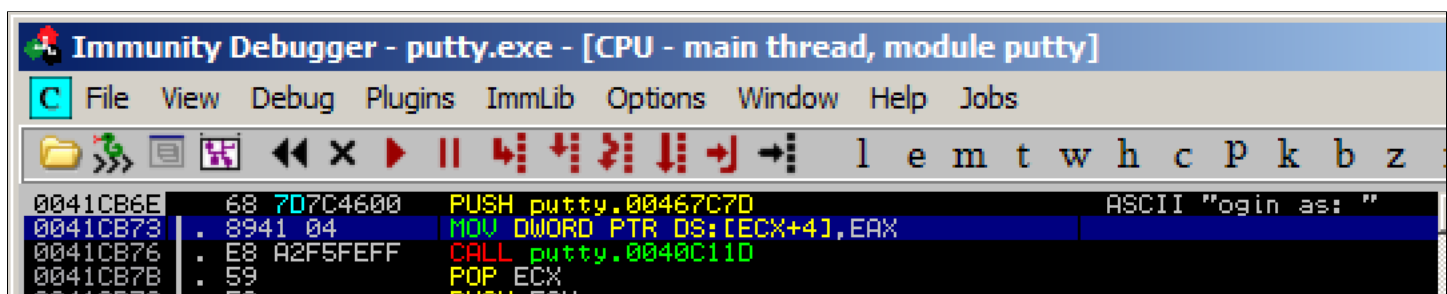 Immunity Debugger - putty.exe - [CPU - main thread, module putty]
C File View Debug Plugins ImmLib Options Window Help Jobs
l e m t w h c P k b z
0041CB6E 68 7D7C4600 PUSH putty.00467C7D ASCII "ogin as: "
0041CB73 . 8941 04 MOV DWORD PTR DS:[ECX+4],EAX
0041CB76 . E8 A2F5FEFF CALL putty.0040C11D
0041CB7B . 59 POP ECX